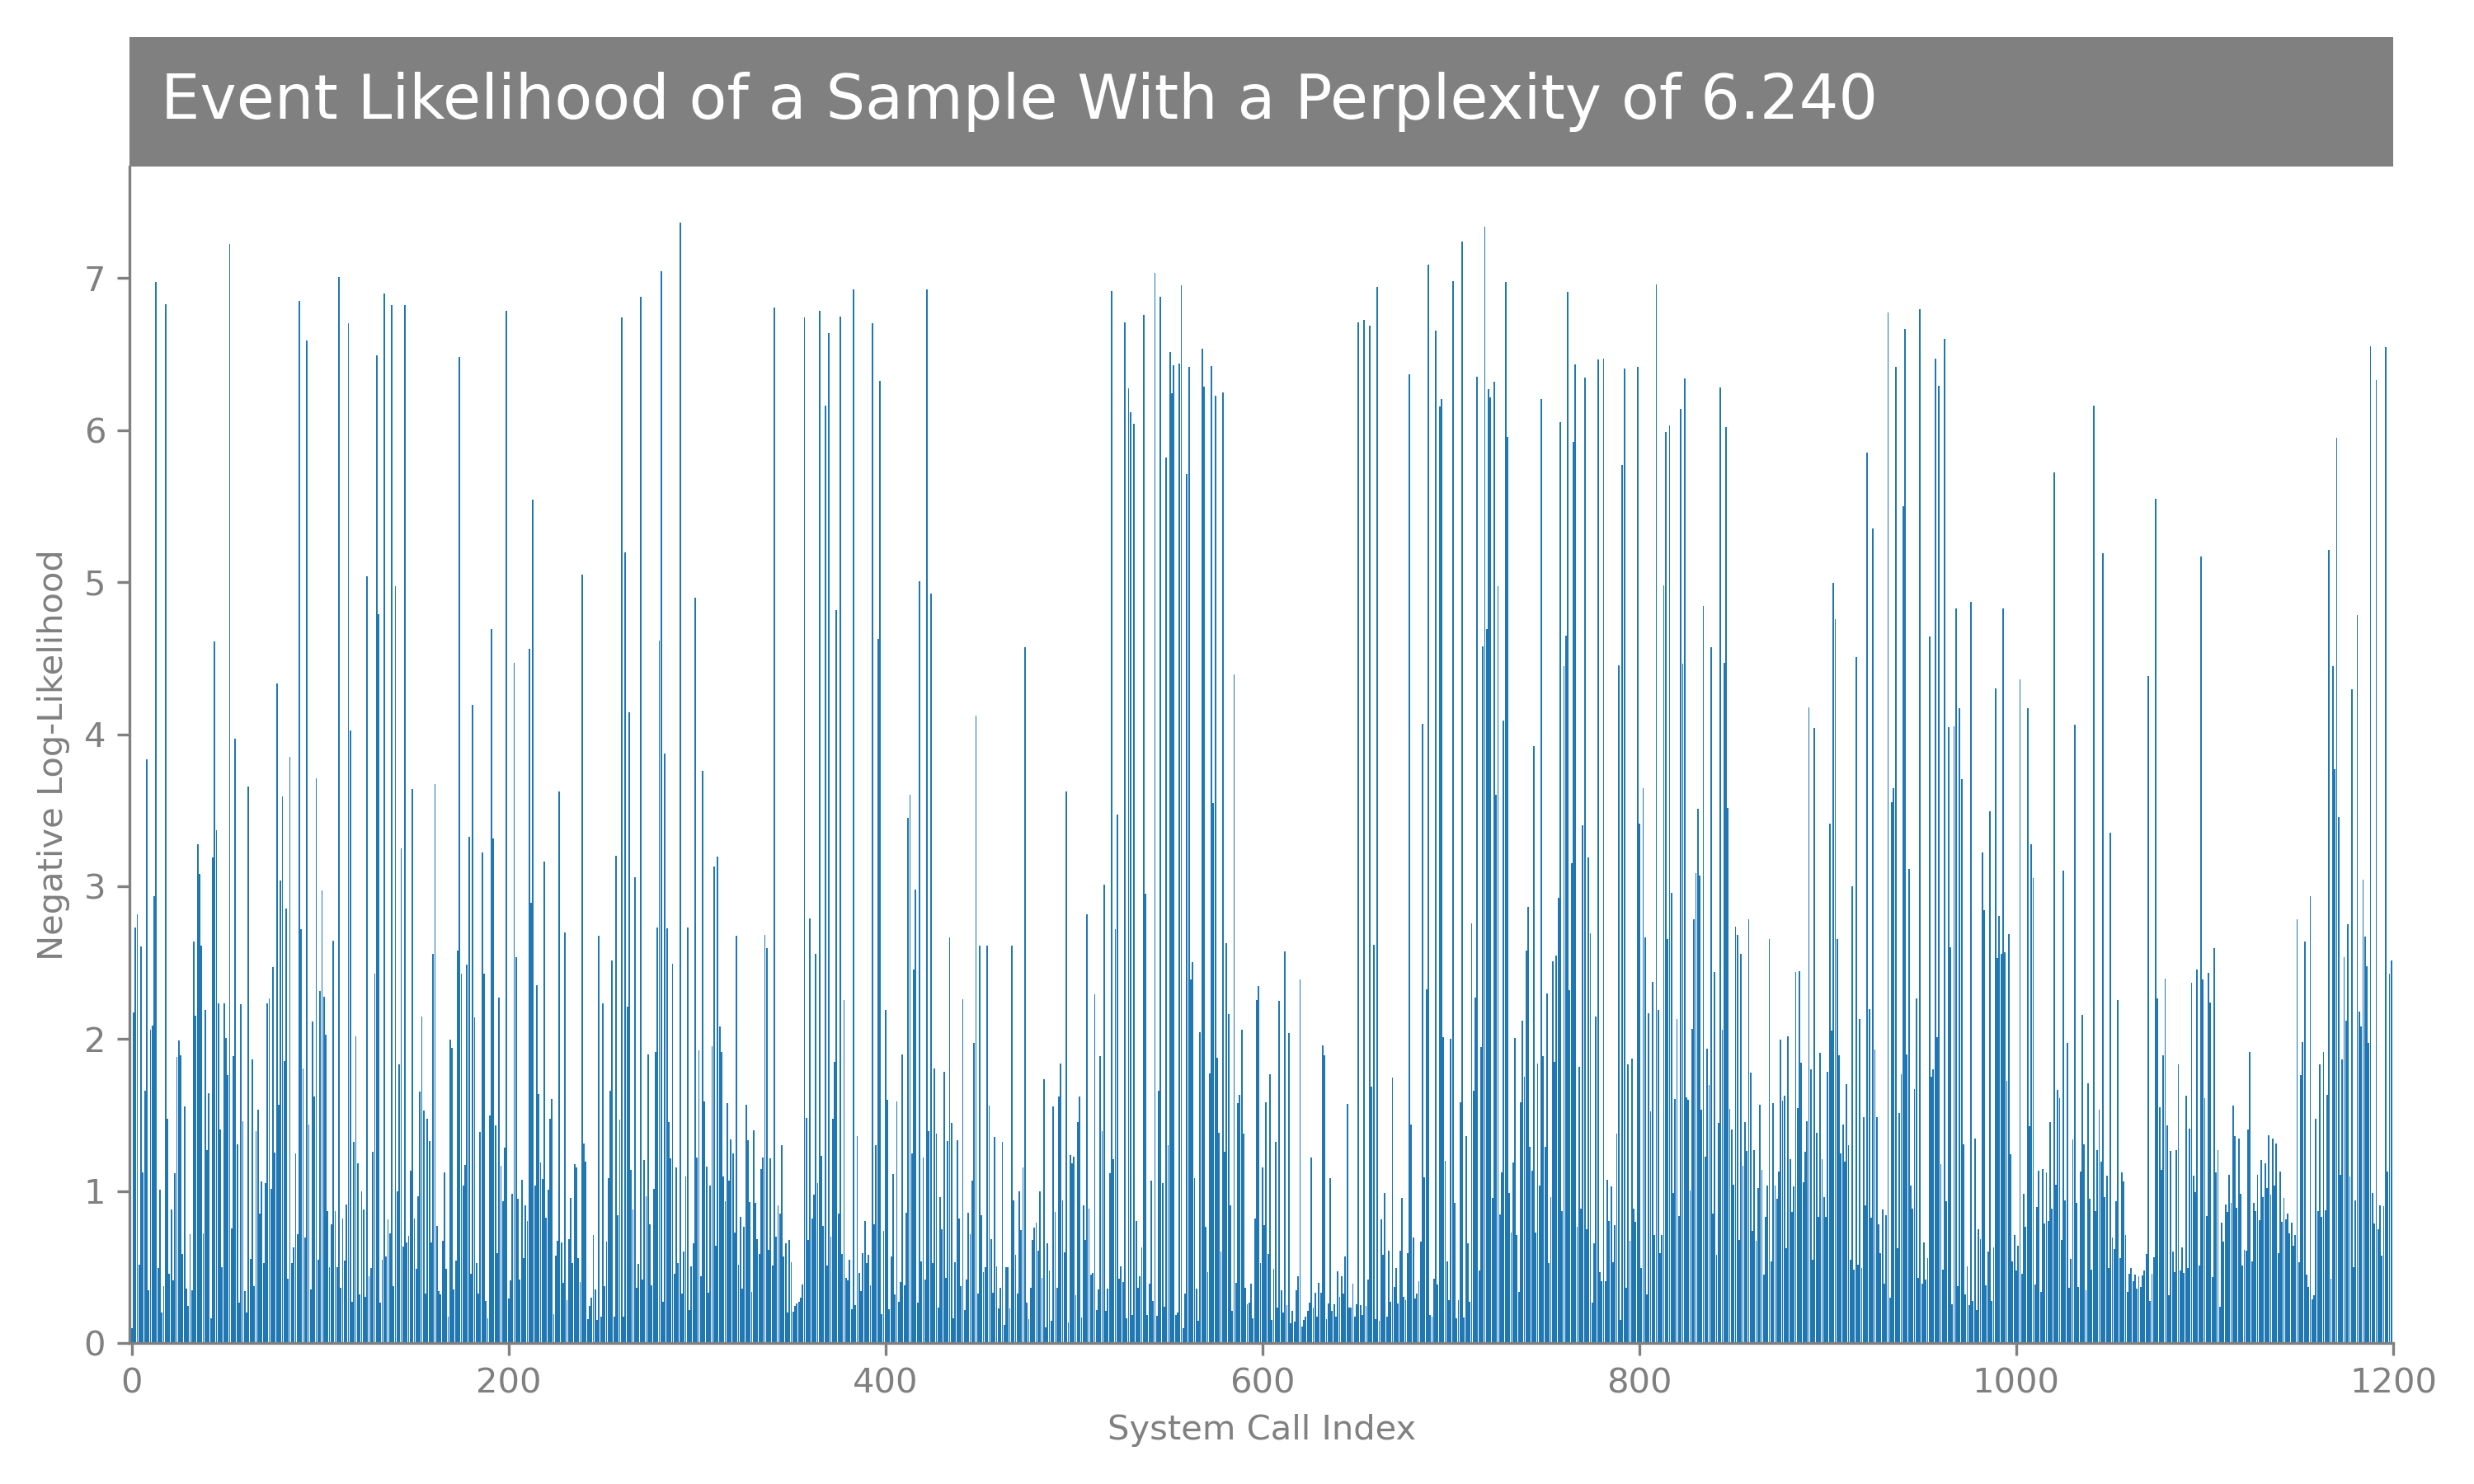 Event Likelihood of a Sample With a Perplexity of 6.240
7
6
5
4
3
2
1
0
Negative Log-Likelihood
0 200 400 600 800 1000 1200
System Call Index